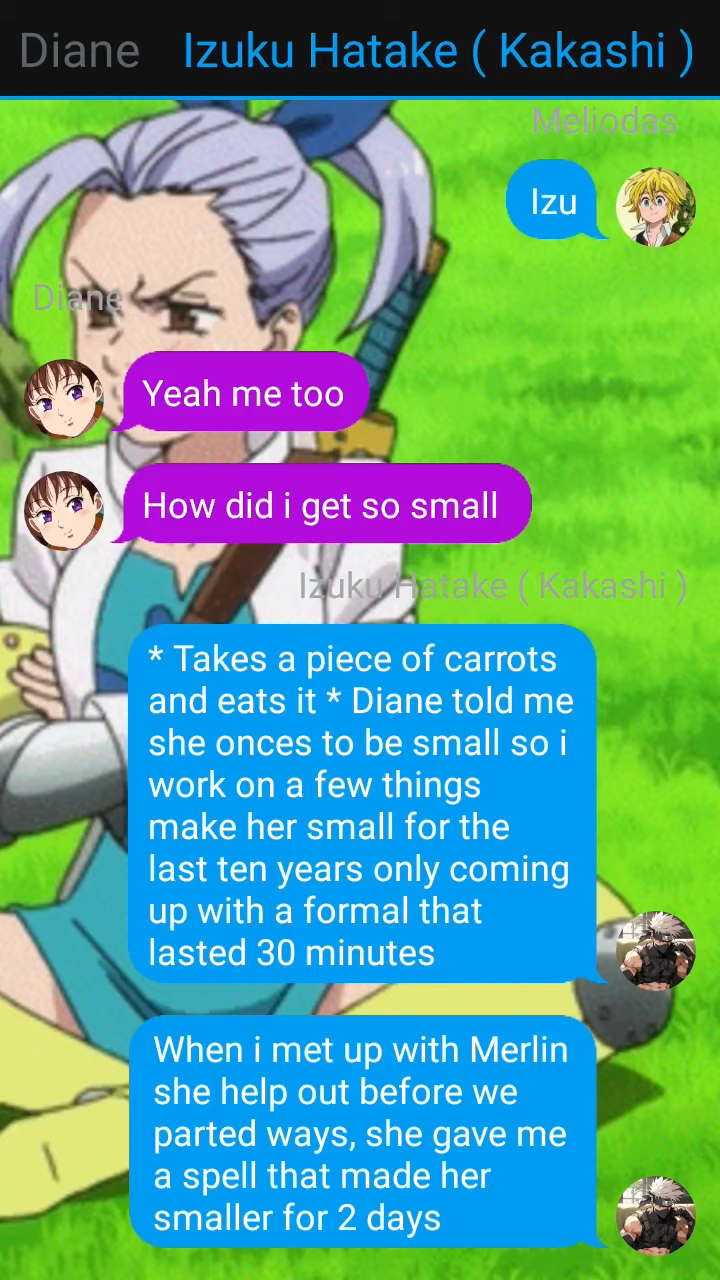 Diane Izuku Hatake ( Kakashi )
Meliodas
Izu
Diane
Yeah me too
How did i get so small
Izuku Hatake ( Kakashi )
* Takes a piece of carrots
and eats it * Diane told me
she onces to be small so i
work on a few things
make her small for the
last ten years only coming
up with a formal that
lasted 30 minutes
When i met up with Merlin
she help out before we
parted ways, she gave me
a spell that made her
smaller for 2 days